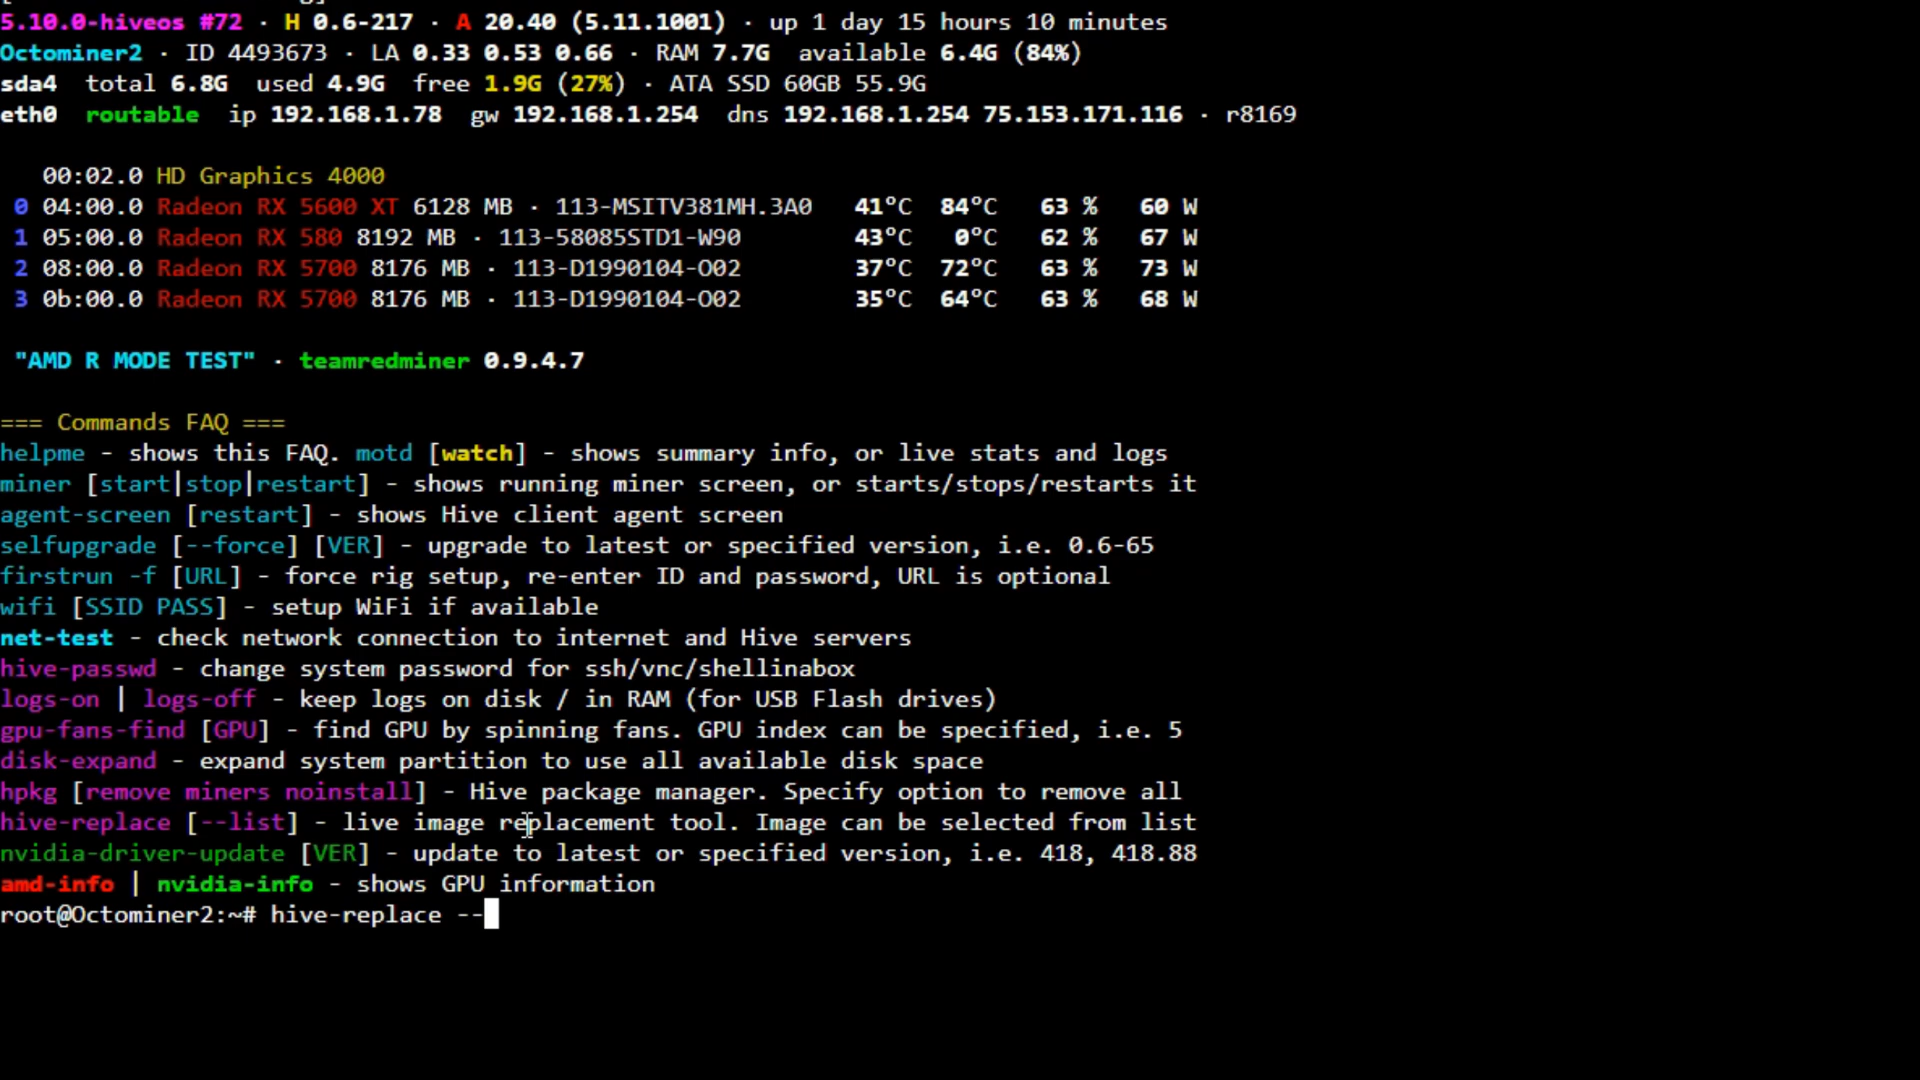 5.10.0-hiveos #72 · H 0.6-217 · A 20.40 (5.11.1001) · up 1 day 15 hours 10 minutes
Octominer2 · ID 4493673 · LA 0.33 0.53 0.66 · RAM 7.7G available 6.4G (84%)
sda4 total 6.8G used 4.9G free 1.9G (27%) · ATA SSD 60GB 55.9G
eth0 routable ip 192.168.1.78 gw 192.168.1.254 dns 192.168.1.254 75.153.171.116 · r8169
00:02.0 HD Graphics 4000
0 04:00.0 Radeon RX 5600 XT 6128 MB · 113-MSITV381MH.3A0 41°C 84°C 63 % 60 W
1 05:00.0 Radeon RX 580 8192 MB · 113-58085STD1-W90 43°C 0°C 62 % 67 W
2 08:00.0 Radeon RX 5700 8176 MB · 113-D1990104-O02 37°C 72°C 63 % 73 W
3 0b:00.0 Radeon RX 5700 8176 MB · 113-D1990104-O02 35°C 64°C 63 % 68 W
"AMD R MODE TEST" · teamredminer 0.9.4.7
=== Commands FAQ ===
helpme - shows this FAQ. motd [watch] - shows summary info, or live stats and logs
miner [start|stop|restart] - shows running miner screen, or starts/stops/restarts it
agent-screen [restart] - shows Hive client agent screen
selfupgrade [--force] [VER] - upgrade to latest or specified version, i.e. 0.6-65
firstrun -f [URL] - force rig setup, re-enter ID and password, URL is optional
wifi [SSID PASS] - setup WiFi if available
net-test - check network connection to internet and Hive servers
hive-passwd - change system password for ssh/vnc/shellinabox
logs-on | logs-off - keep logs on disk / in RAM (for USB Flash drives)
gpu-fans-find [GPU] - find GPU by spinning fans. GPU index can be specified, i.e. 5
disk-expand - expand system partition to use all available disk space
hpkg [remove miners noinstall] - Hive package manager. Specify option to remove all
hive-replace [--list] - live image replacement tool. Image can be selected from list
nvidia-driver-update [VER] - update to latest or specified version, i.e. 418, 418.88
amd-info | nvidia-info - shows GPU information
root@Octominer2:~# hive-replace --